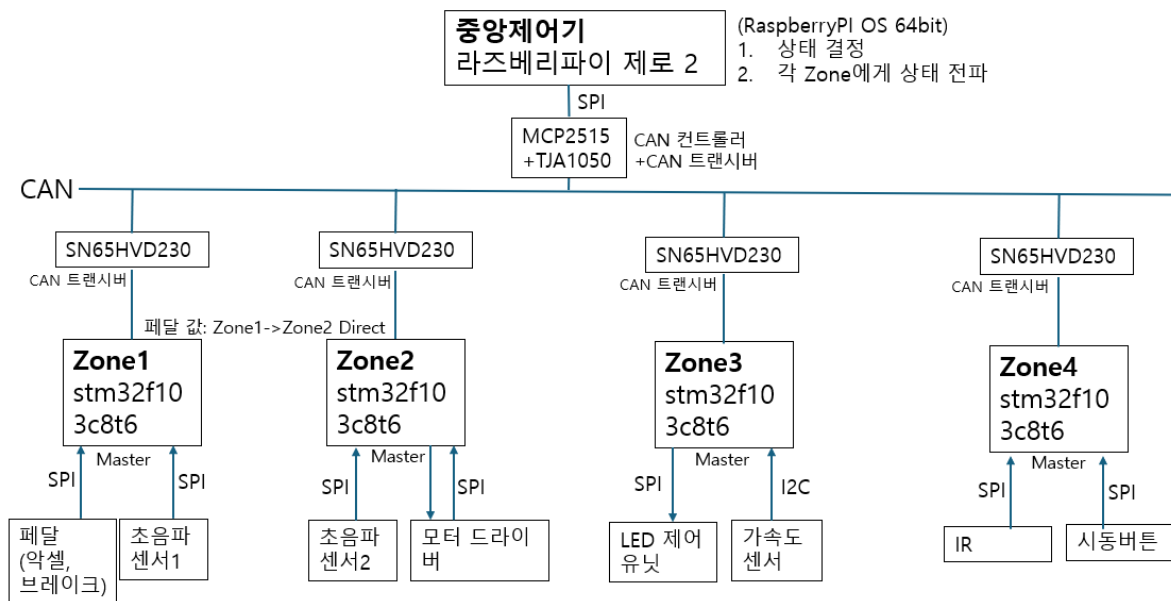 중앙제어기
라즈베리파이 제로 2
(RaspberryPI OS 64bit)
1. 상태 결정
2. 각 Zone에게 상태 전파
SPI
MCP2515
+TJA1050
CAN 컨트롤러
+CAN 트랜시버
CAN
SN65HVD230
CAN 트랜시버
SN65HVD230
CAN 트랜시버
SN65HVD230
CAN 트랜시버
SN65HVD230
CAN 트랜시버
페달 값: Zone1->Zone2 Direct
Zone1
stm32f10
3c8t6
Master
Zone2
stm32f10
3c8t6
Master
Zone3
stm32f10
3c8t6
Master
Zone4
stm32f10
3c8t6
Master
SPI
SPI
SPI
SPI
SPI
I2C
SPI
SPI
페달
(악셀,
브레이크)
초음파
센서1
초음파
센서2
모터 드라이
버
LED 제어
유닛
가속도
센서
IR
시동버튼